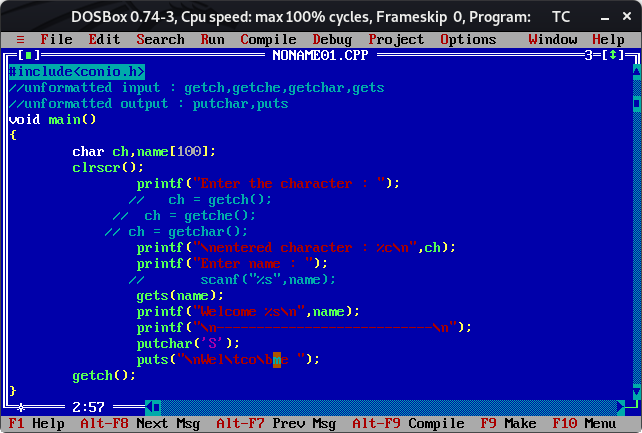 DOSBox 0.74-3, Cpu speed: max 100% cycles, Frameskip 0, Program: TC
≡ File Edit Search Run Compile Debug Project Options Window Help
[■] NONAME01.CPP 3=[↕]
#include<conio.h>
//unformatted input : getch,getche,getchar,gets
//unformatted output : putchar,puts
void main()
{
char ch,name[100];
clrscr();
printf("Enter the character : ");
// ch = getch();
// ch = getche();
// ch = getchar();
printf("\nentered character : %c\n",ch);
printf("Enter name : ");
// scanf("%s",name);
gets(name);
printf("Welcome %s\n",name);
printf("\n---------------------------\n");
putchar('S');
puts("\nWel\tco\bme ");
getch();
}
2:57
F1 Help Alt-F8 Next Msg Alt-F7 Prev Msg Alt-F9 Compile F9 Make F10 Menu